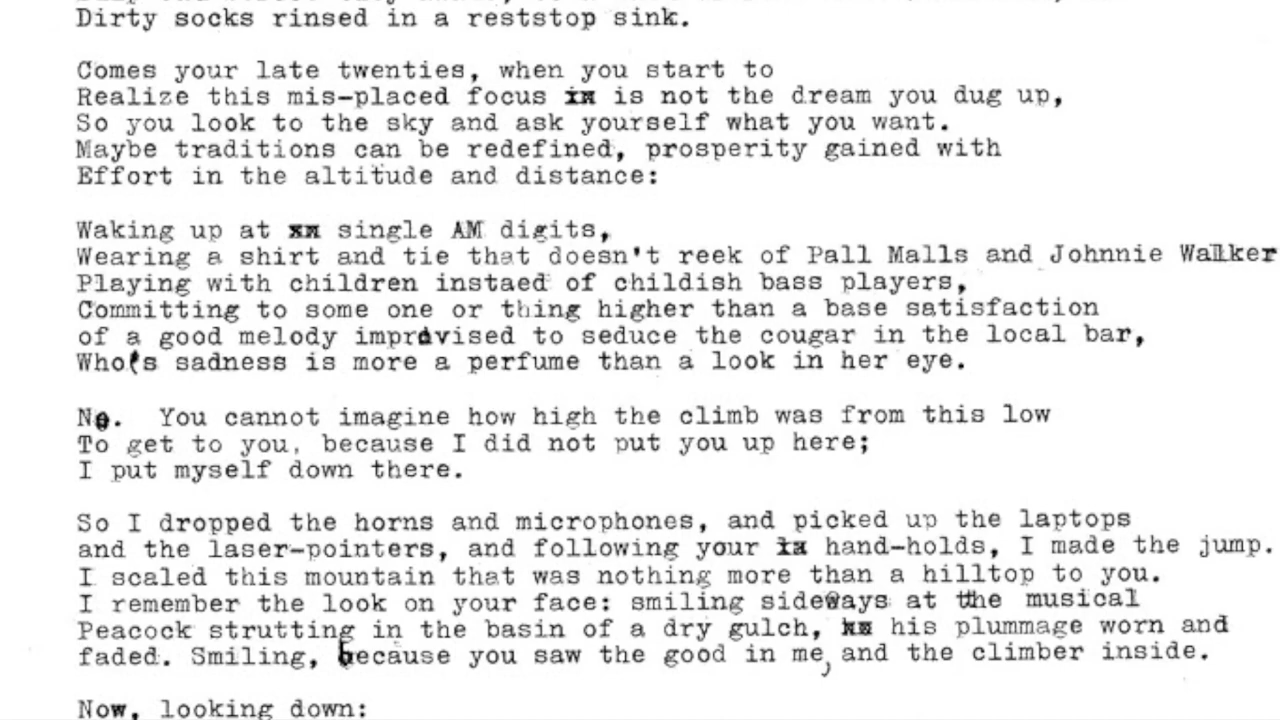 Dirty socks rinsed in a reststop sink.
Comes your late twenties, when you start to
Realize this mis-placed focus is not the dream you dug up,
So you look to the sky and ask yourself what you want.
Maybe traditions can be redefined, prosperity gained with
Effort in the altitude and distance:
Waking up at single AM digits,
Wearing a shirt and tie that doesn't reek of Pall Malls and Johnnie Walker
Playing with children instaed of childish bass players,
Committing to some one or thing higher than a base satisfaction
of a good melody improvised to seduce the cougar in the local bar,
Who's sadness is more a perfume than a look in her eye.
No. You cannot imagine how high the climb was from this low
To get to you, because I did not put you up here;
I put myself down there.
So I dropped the horns and microphones, and picked up the laptops
and the laser-pointers, and following your hand-holds, I made the jump.
I scaled this mountain that was nothing more than a hilltop to you.
I remember the look on your face: smiling sideways at the musical
Peacock strutting in the basin of a dry gulch, his plummage worn and
faded. Smiling, because you saw the good in me, and the climber inside.
Now, looking down: